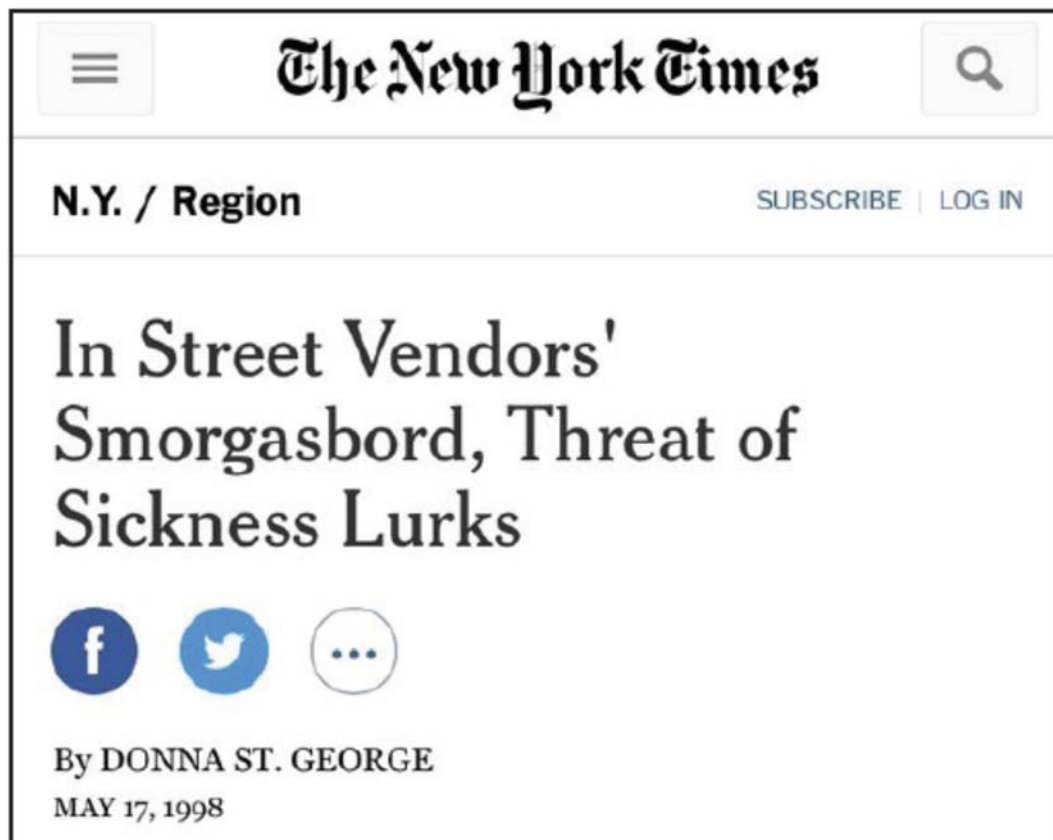 The New York Times
N.Y. / Region
SUBSCRIBE | LOG IN
In Street Vendors'
Smorgasbord, Threat of
Sickness Lurks
f
By DONNA ST. GEORGE
MAY 17, 1998